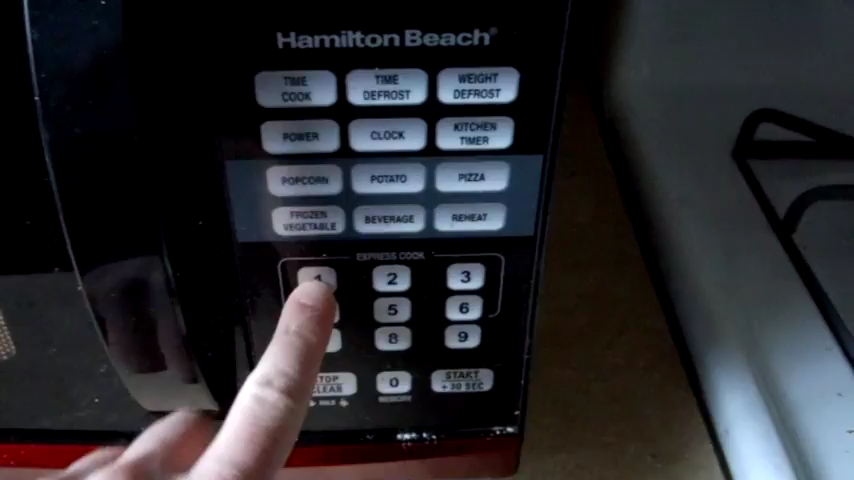 Hamilton Beach®
TIME COOK
TIME DEFROST
WEIGHT DEFROST
POWER
CLOCK
KITCHEN TIMER
POPCORN
POTATO
PIZZA
FROZEN VEGETABLE
BEVERAGE
REHEAT
EXPRESS COOK
1
2
3
5
6
8
9
STOP CLEAR
0
START +30 SEC
MEMORY